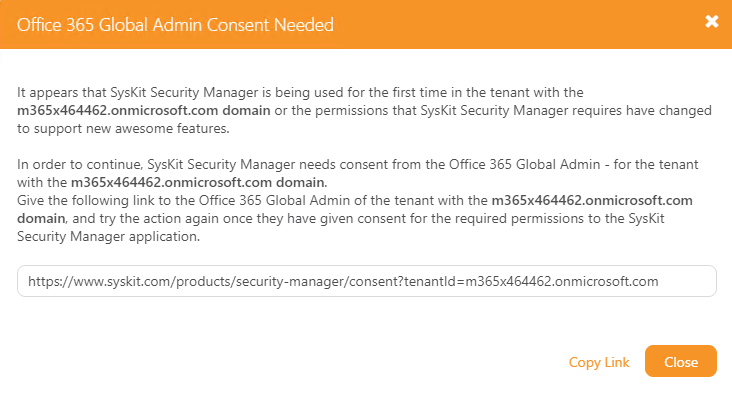 Office 365 Global Admin Consent Needed
It appears that SysKit Security Manager is being used for the first time in the tenant with the
m365x464462.onmicrosoft.com domain or the permissions that SysKit Security Manager requires have changed
to support new awesome features.
In order to continue, SysKit Security Manager needs consent from the Office 365 Global Admin - for the tenant
with the m365x464462.onmicrosoft.com domain.
Give the following link to the Office 365 Global Admin of the tenant with the m365x464462.onmicrosoft.com
domain, and try the action again once they have given consent for the required permissions to the SysKit
Security Manager application.
https://www.syskit.com/products/security-manager/consent?tenantId=m365x464462.onmicrosoft.com
Copy Link Close